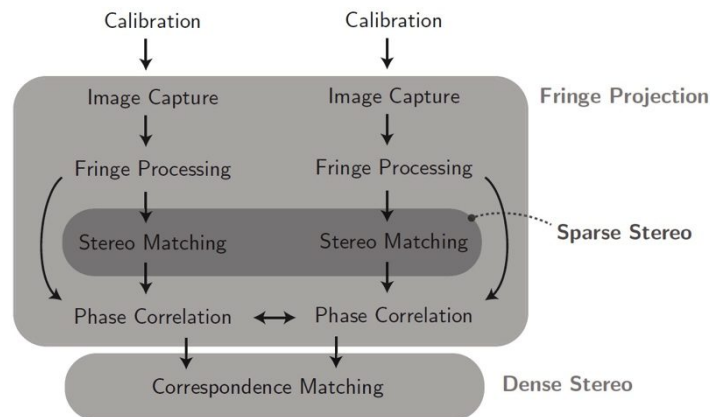 Calibration
Calibration
Image Capture
Image Capture
Fringe Projection
Fringe Processing
Fringe Processing
Stereo Matching
Stereo Matching
Sparse Stereo
Phase Correlation
Phase Correlation
Correspondence Matching
Dense Stereo